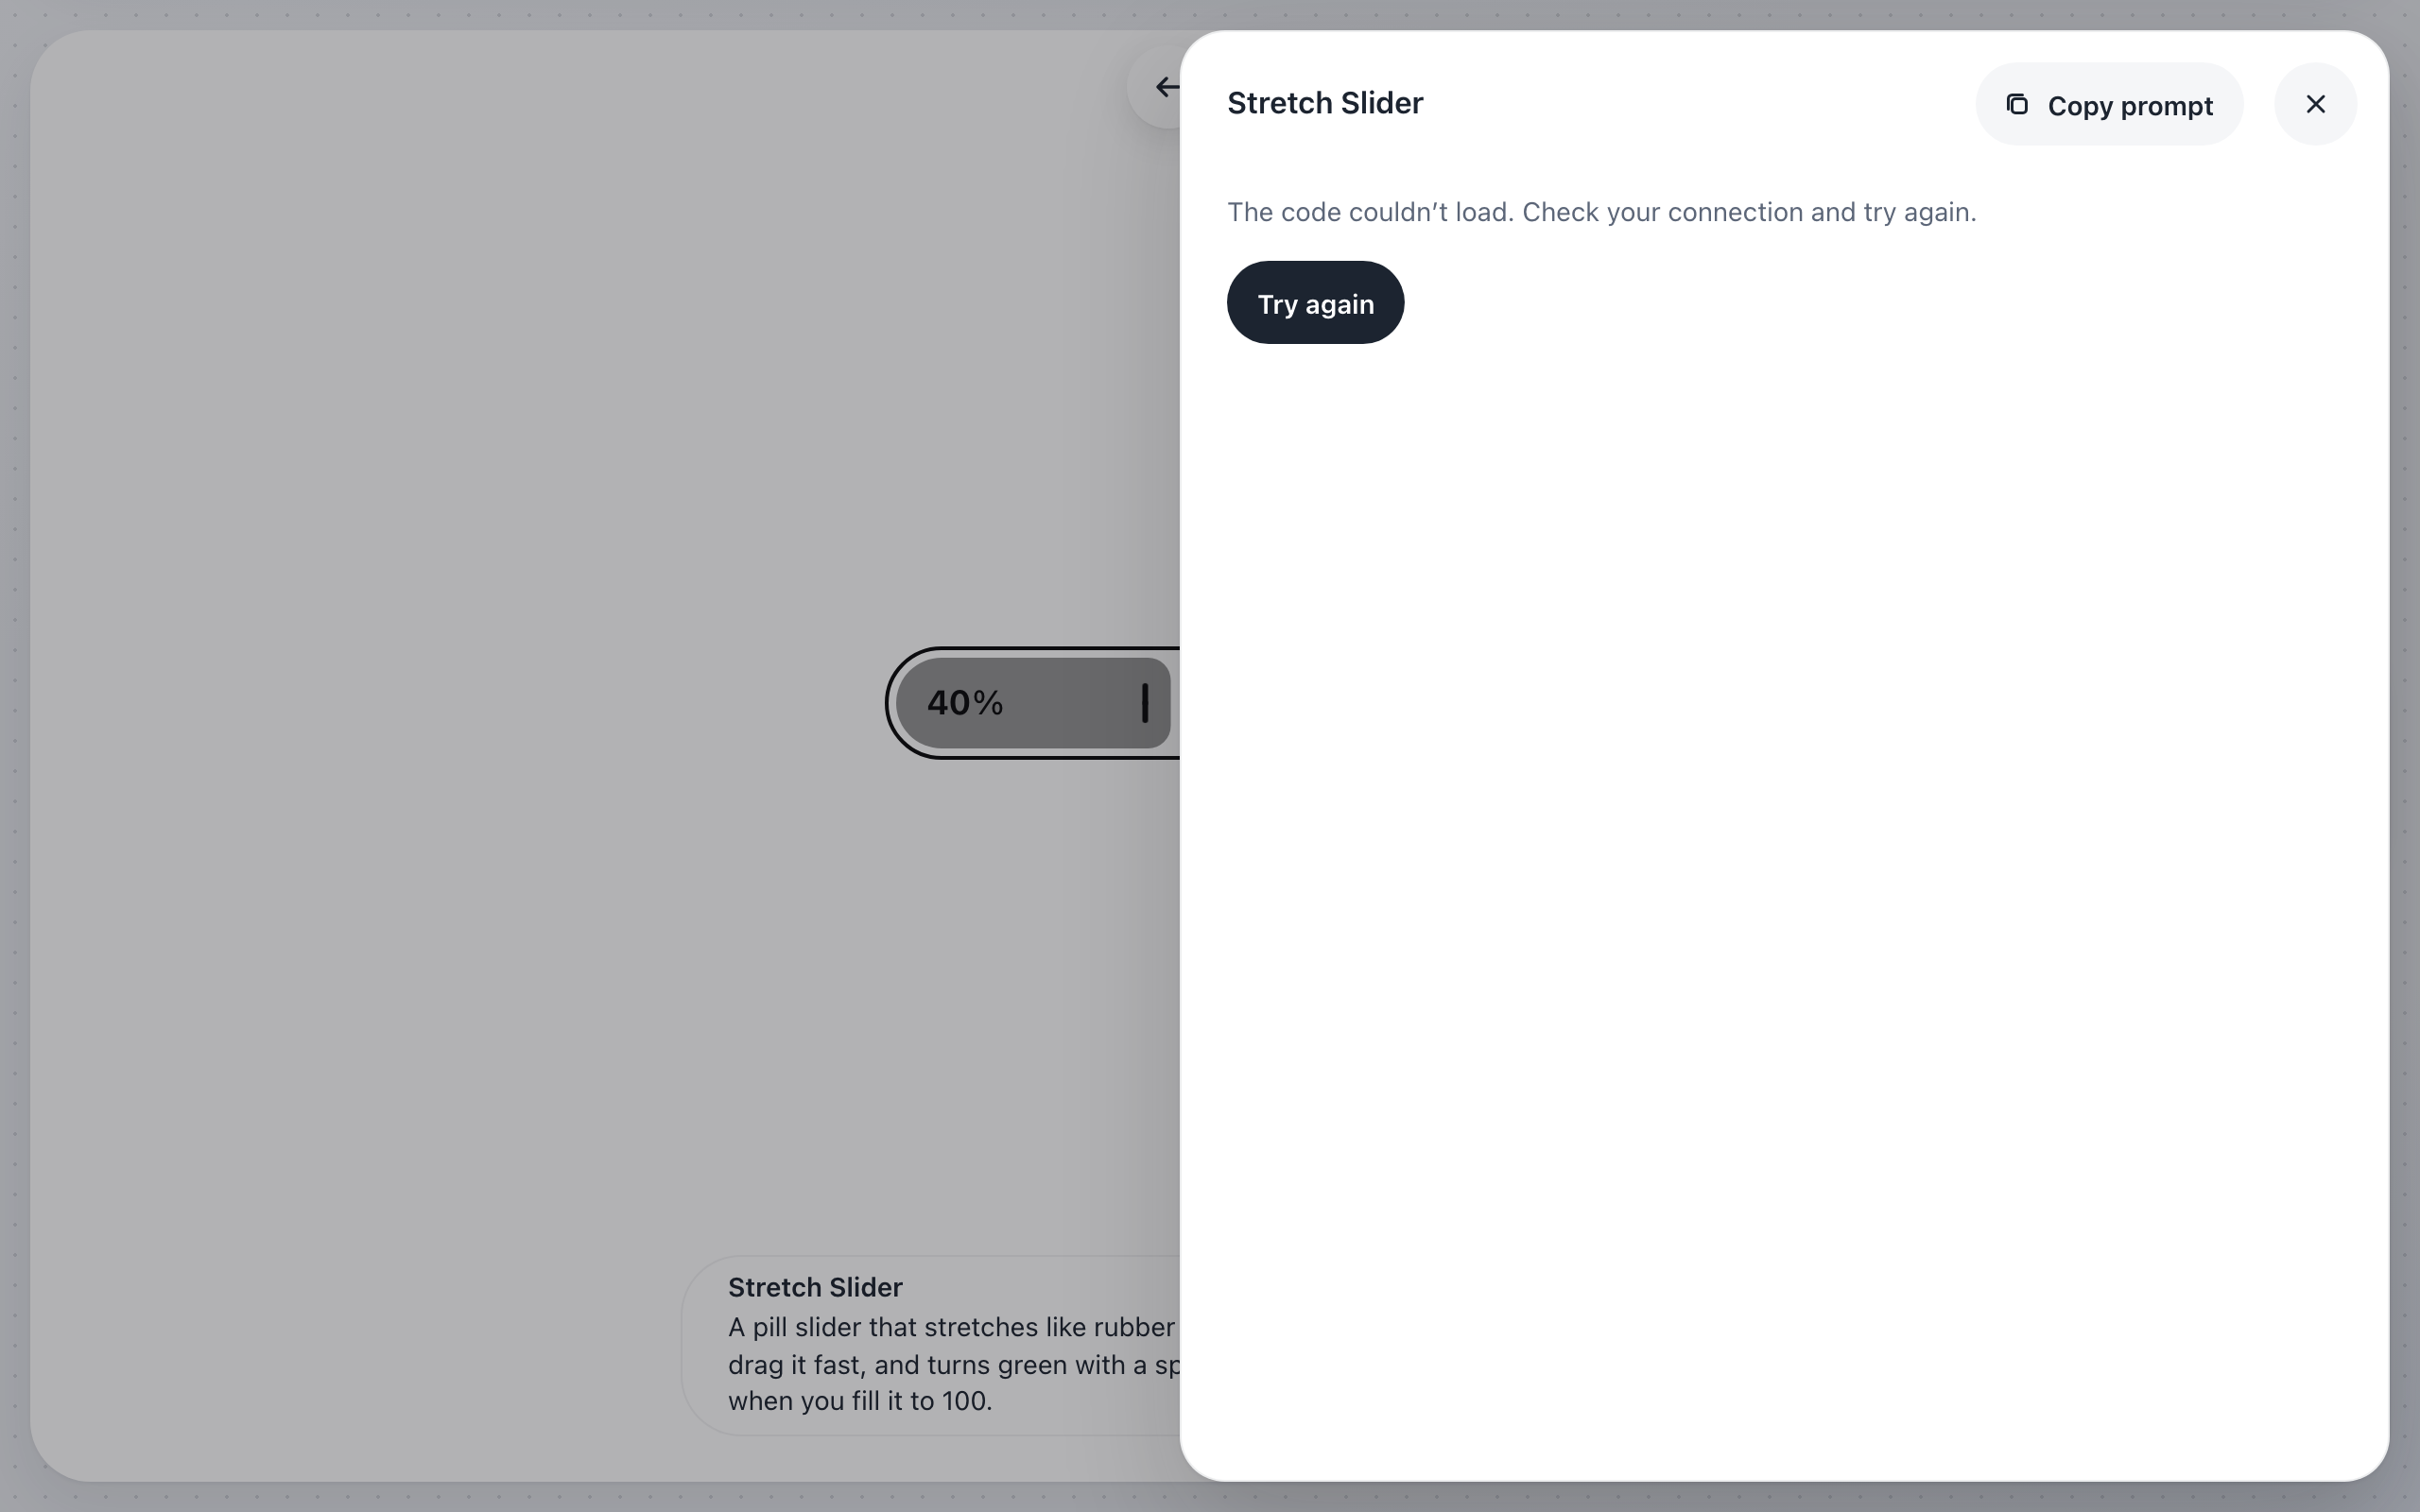 Stretch Slider
Copy prompt
The code couldn’t load. Check your connection and try again.
Try again
40%
Stretch Slider
A pill slider that stretches like rubber
drag it fast, and turns green with a
when you fill it to 100.